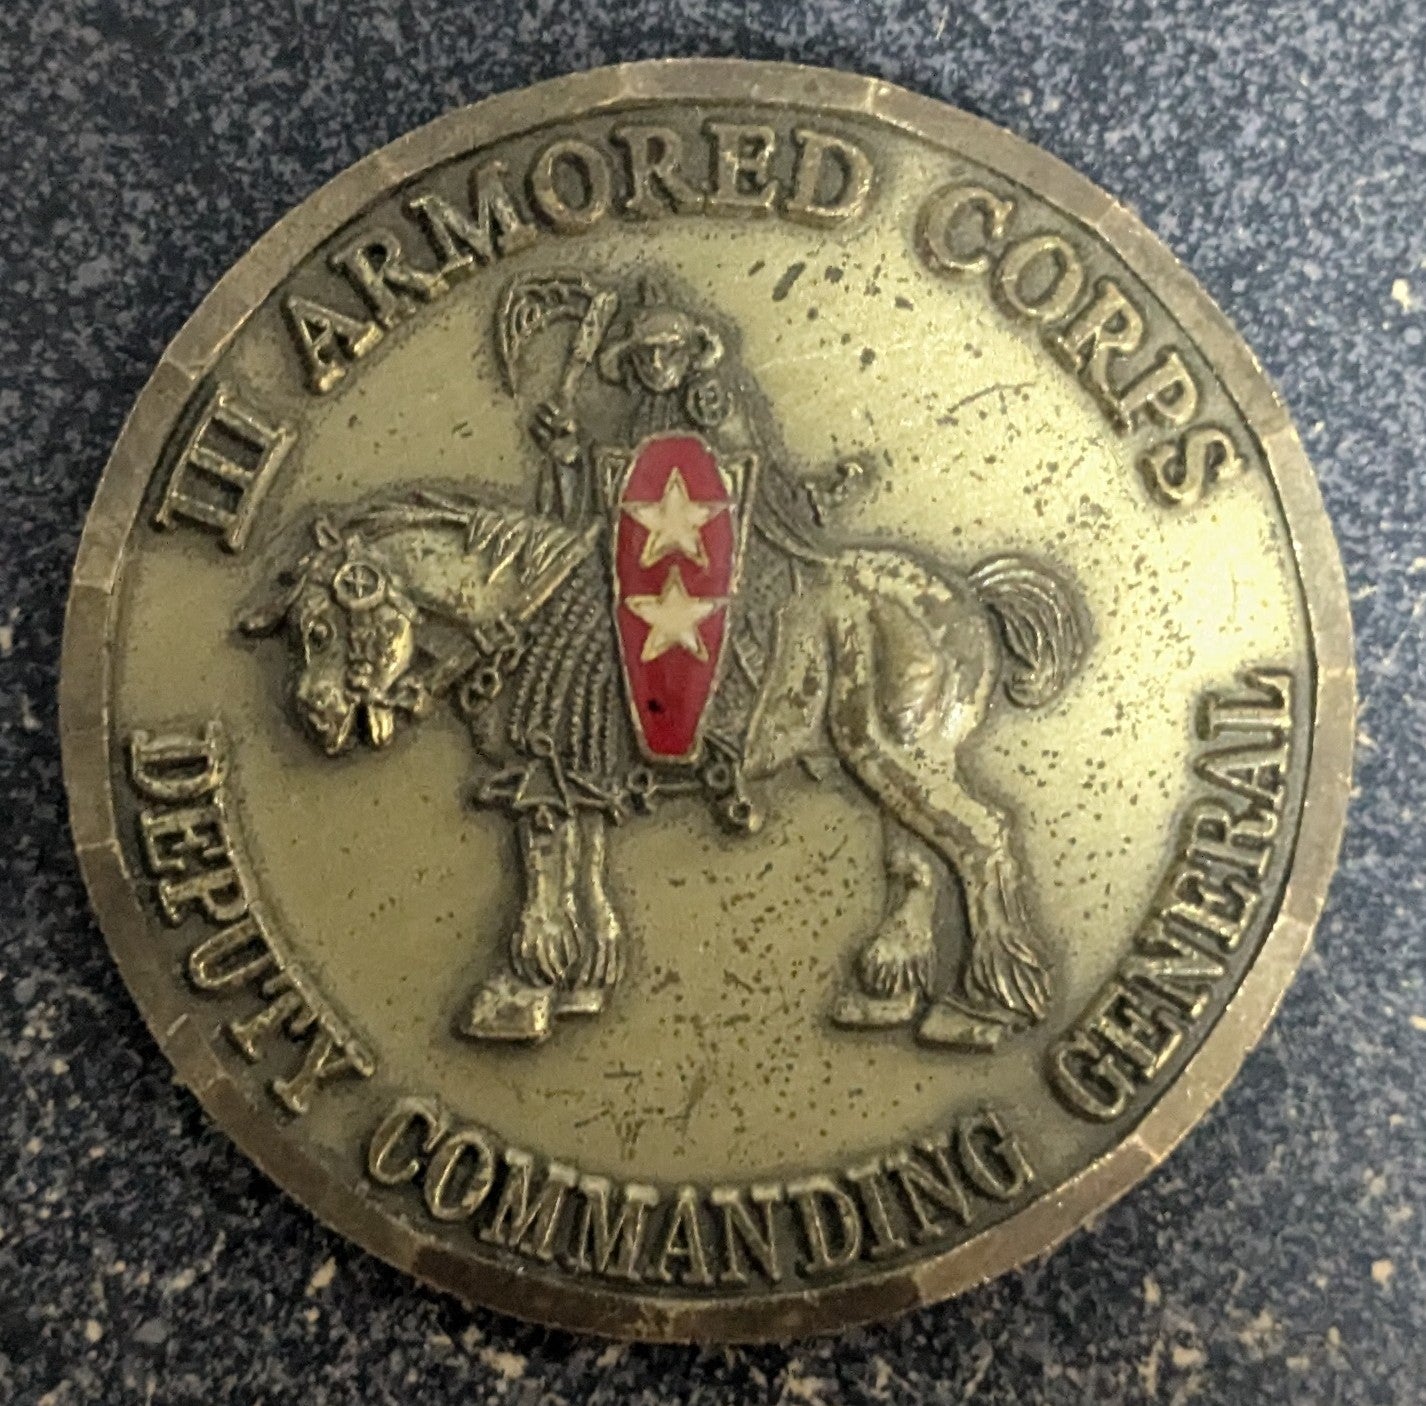 III ARMORED CORPS
DEPUTY COMMANDING GENERAL